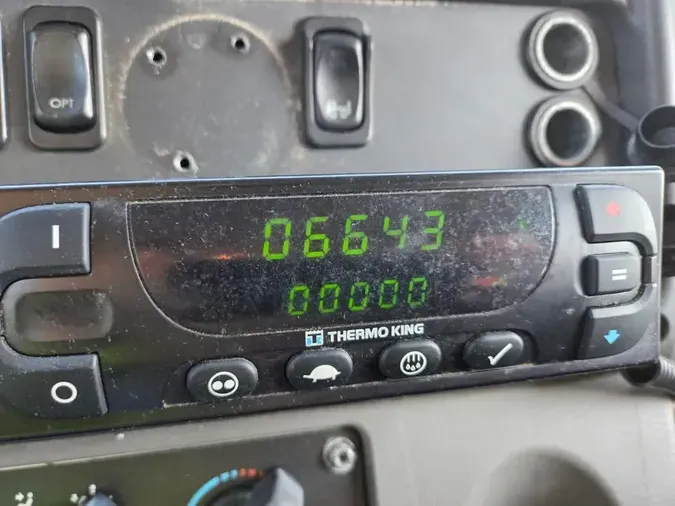 OPT
06643
00000
THERMO KING